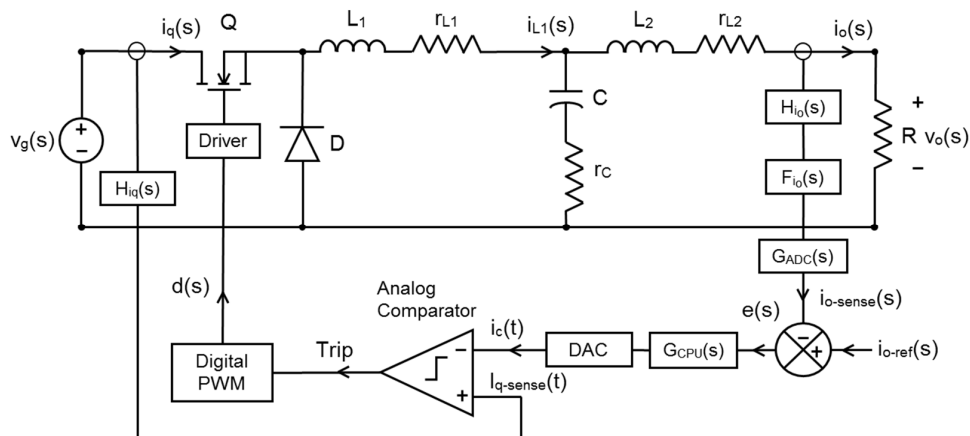 iq(s)
Q
L1
rL1
iL1(s)
L2
rL2
io(s)
vg(s)
+
−
Hiq(s)
Driver
D
C
rC
Hio(s)
Fio(s)
R
+
vo(s)
−
GADC(s)
d(s)
Analog
Comparator
ic(t)
e(s)
io-sense(s)
Digital
PWM
Trip
−
+
Iq-sense(t)
DAC
GCPU(s)
−
+
io-ref(s)